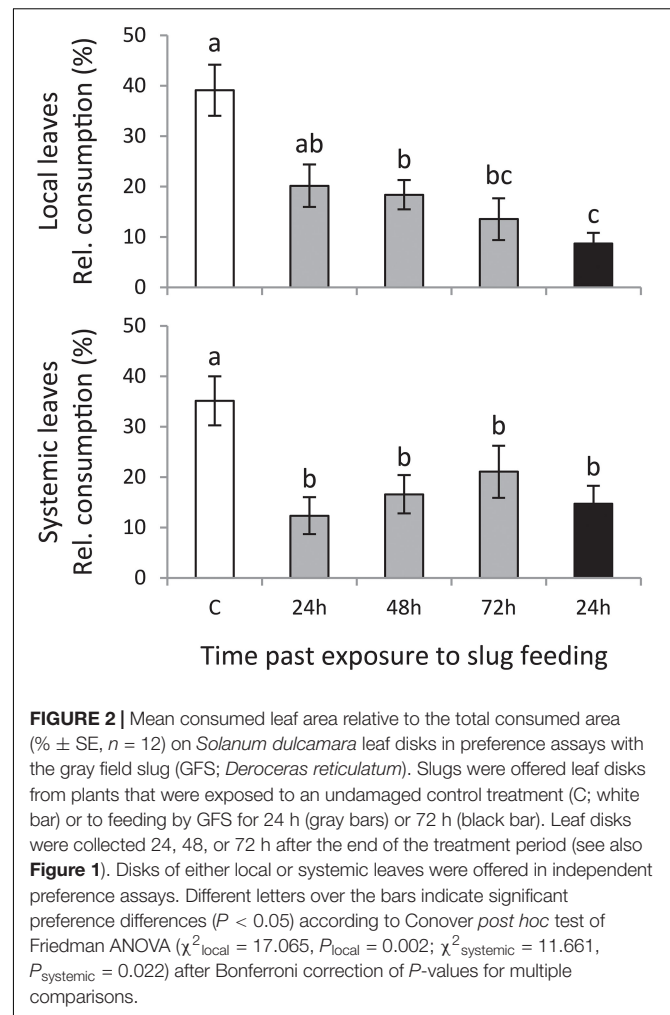 50
40
30
20
10
0
Local leaves
Rel. consumption (%)
a
ab
b
bc
c
50
40
30
20
10
0
Systemic leaves
Rel. consumption (%)
a
b
b
b
b
C 24h 48h 72h 24h
Time past exposure to slug feeding
FIGURE 2 | Mean consumed leaf area relative to the total consumed area
(% ± SE, n = 12) on Solanum dulcamara leaf disks in preference assays with
the gray field slug (GFS; Deroceras reticulatum). Slugs were offered leaf disks
from plants that were exposed to an undamaged control treatment (C; white
bar) or to feeding by GFS for 24 h (gray bars) or 72 h (black bar). Leaf disks
were collected 24, 48, or 72 h after the end of the treatment period (see also
Figure 1). Disks of either local or systemic leaves were offered in independent
preference assays. Different letters over the bars indicate significant
preference differences (P < 0.05) according to Conover post hoc test of
Friedman ANOVA (χ²local = 17.065, Plocal = 0.002; χ²systemic = 11.661,
Psystemic = 0.022) after Bonferroni correction of P-values for multiple
comparisons.